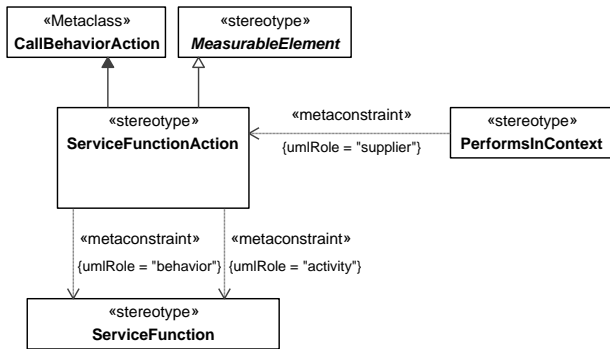 «Metaclass»
CallBehaviorAction
«stereotype»
MeasurableElement
«stereotype»
ServiceFunctionAction
«metaconstraint»
{umlRole = "supplier"}
«stereotype»
PerformsInContext
«metaconstraint»
{umlRole = "behavior"}
«metaconstraint»
{umlRole = "activity"}
«stereotype»
ServiceFunction